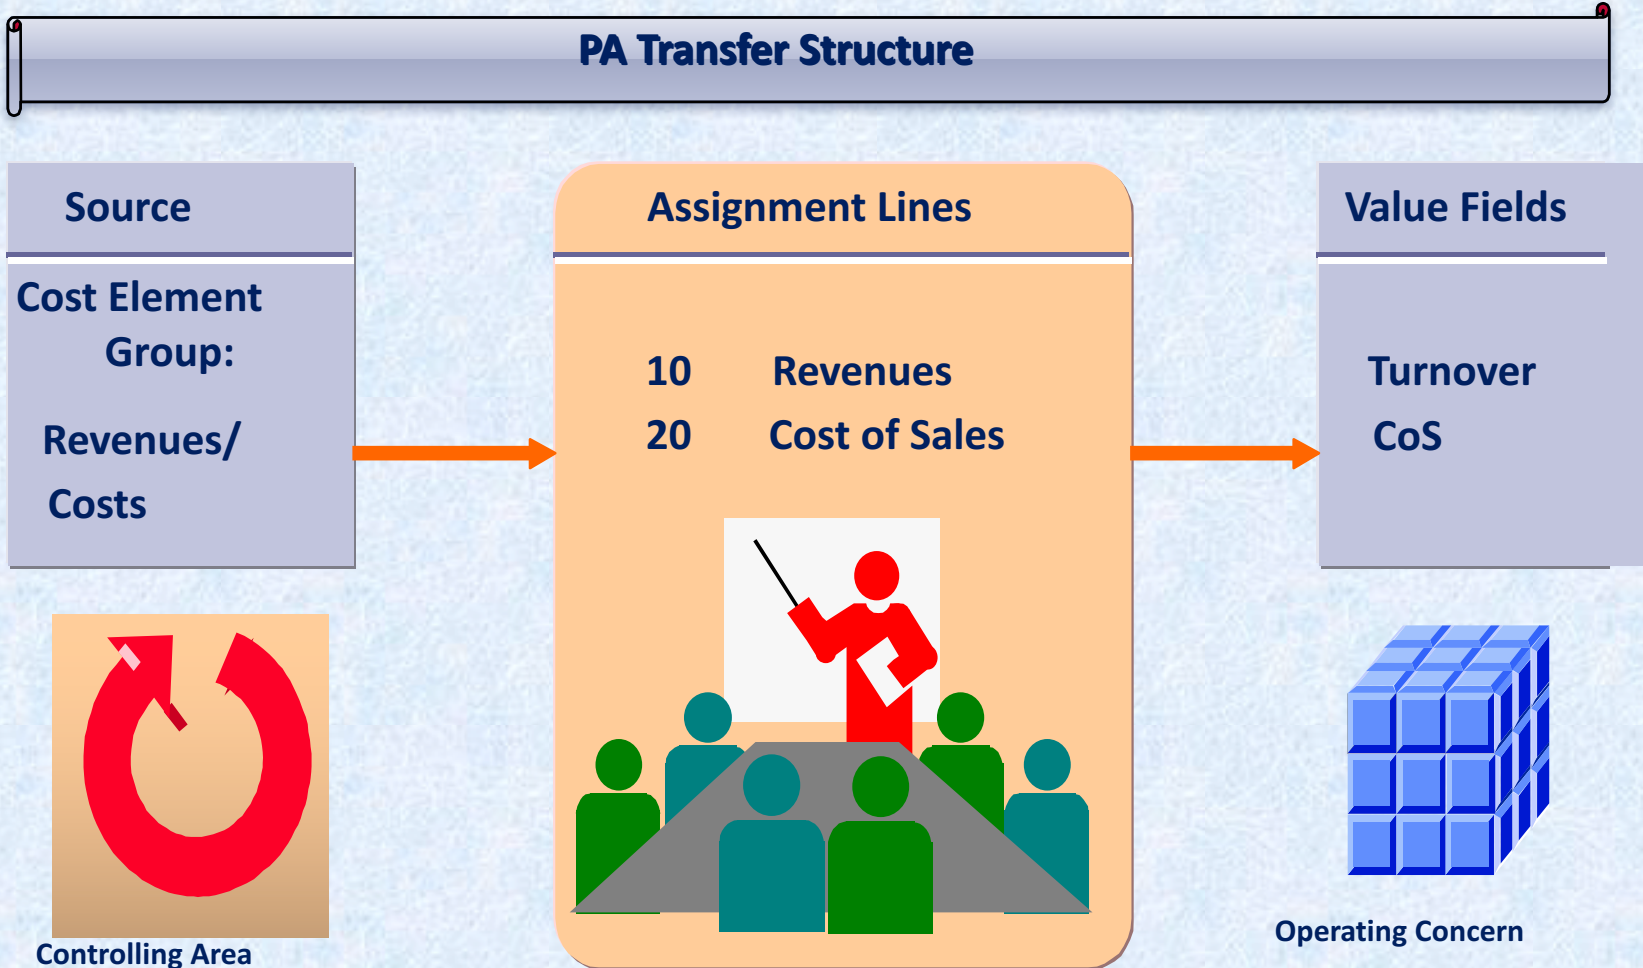 PA Transfer Structure
Source
Cost Element
Group:
Revenues/
Costs
Controlling Area
Assignment Lines
10 Revenues
20 Cost of Sales
Value Fields
Turnover
CoS
Operating Concern